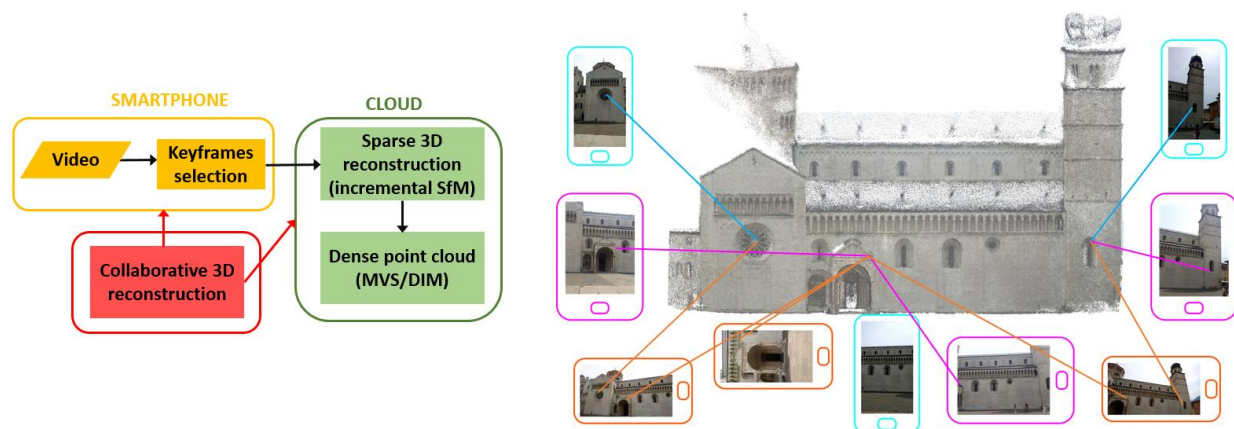 SMARTPHONE
Video
Keyframes
selection
CLOUD
Sparse 3D
reconstruction
(incremental SfM)
Dense point cloud
(MVS/DIM)
Collaborative 3D
reconstruction